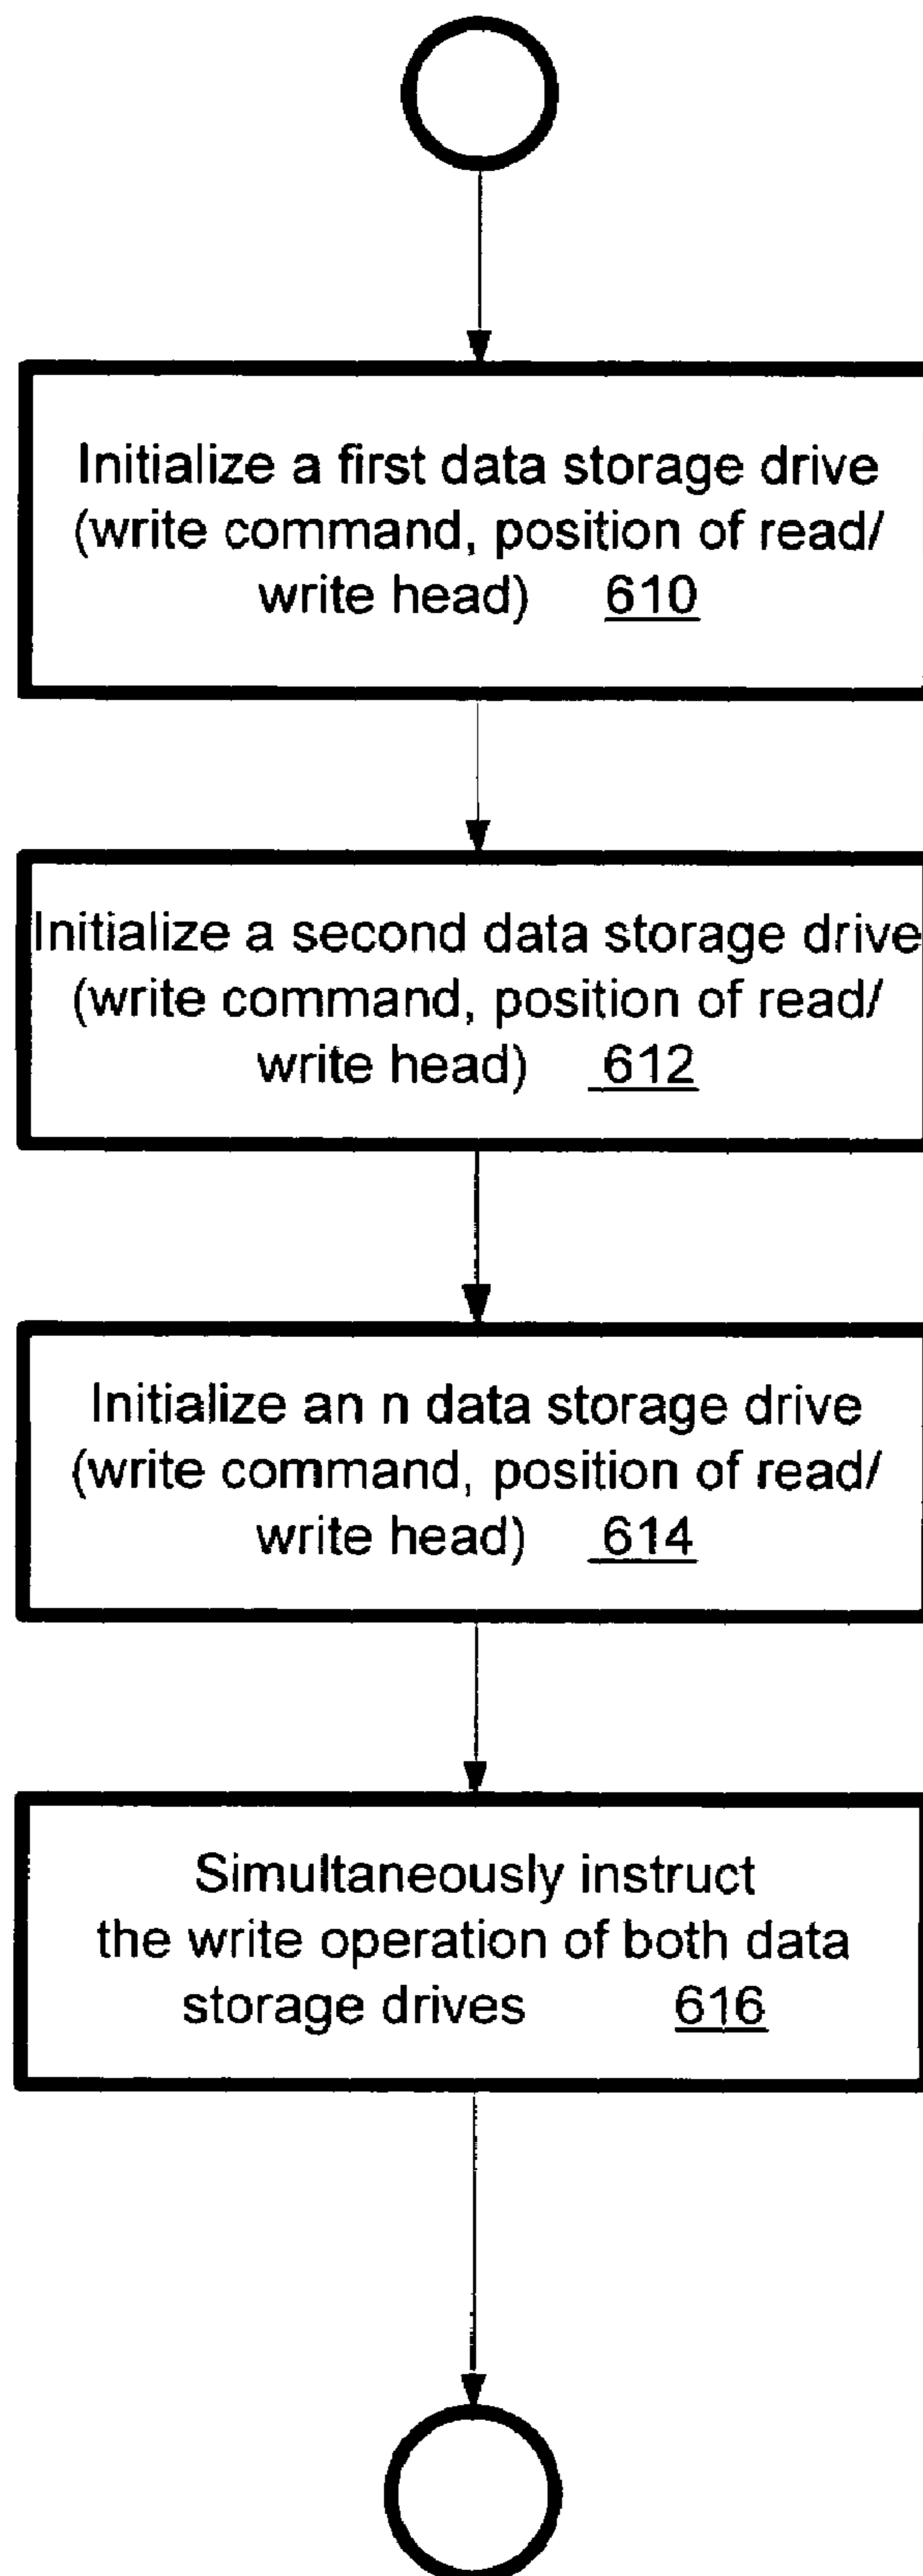 Initialize a first data storage drive
(write command, position of read/
write head) 610
Initialize a second data storage drive
(write command, position of read/
write head) 612
Initialize an n data storage drive
(write command, position of read/
write head) 614
Simultaneously instruct
the write operation of both data
storage drives 616